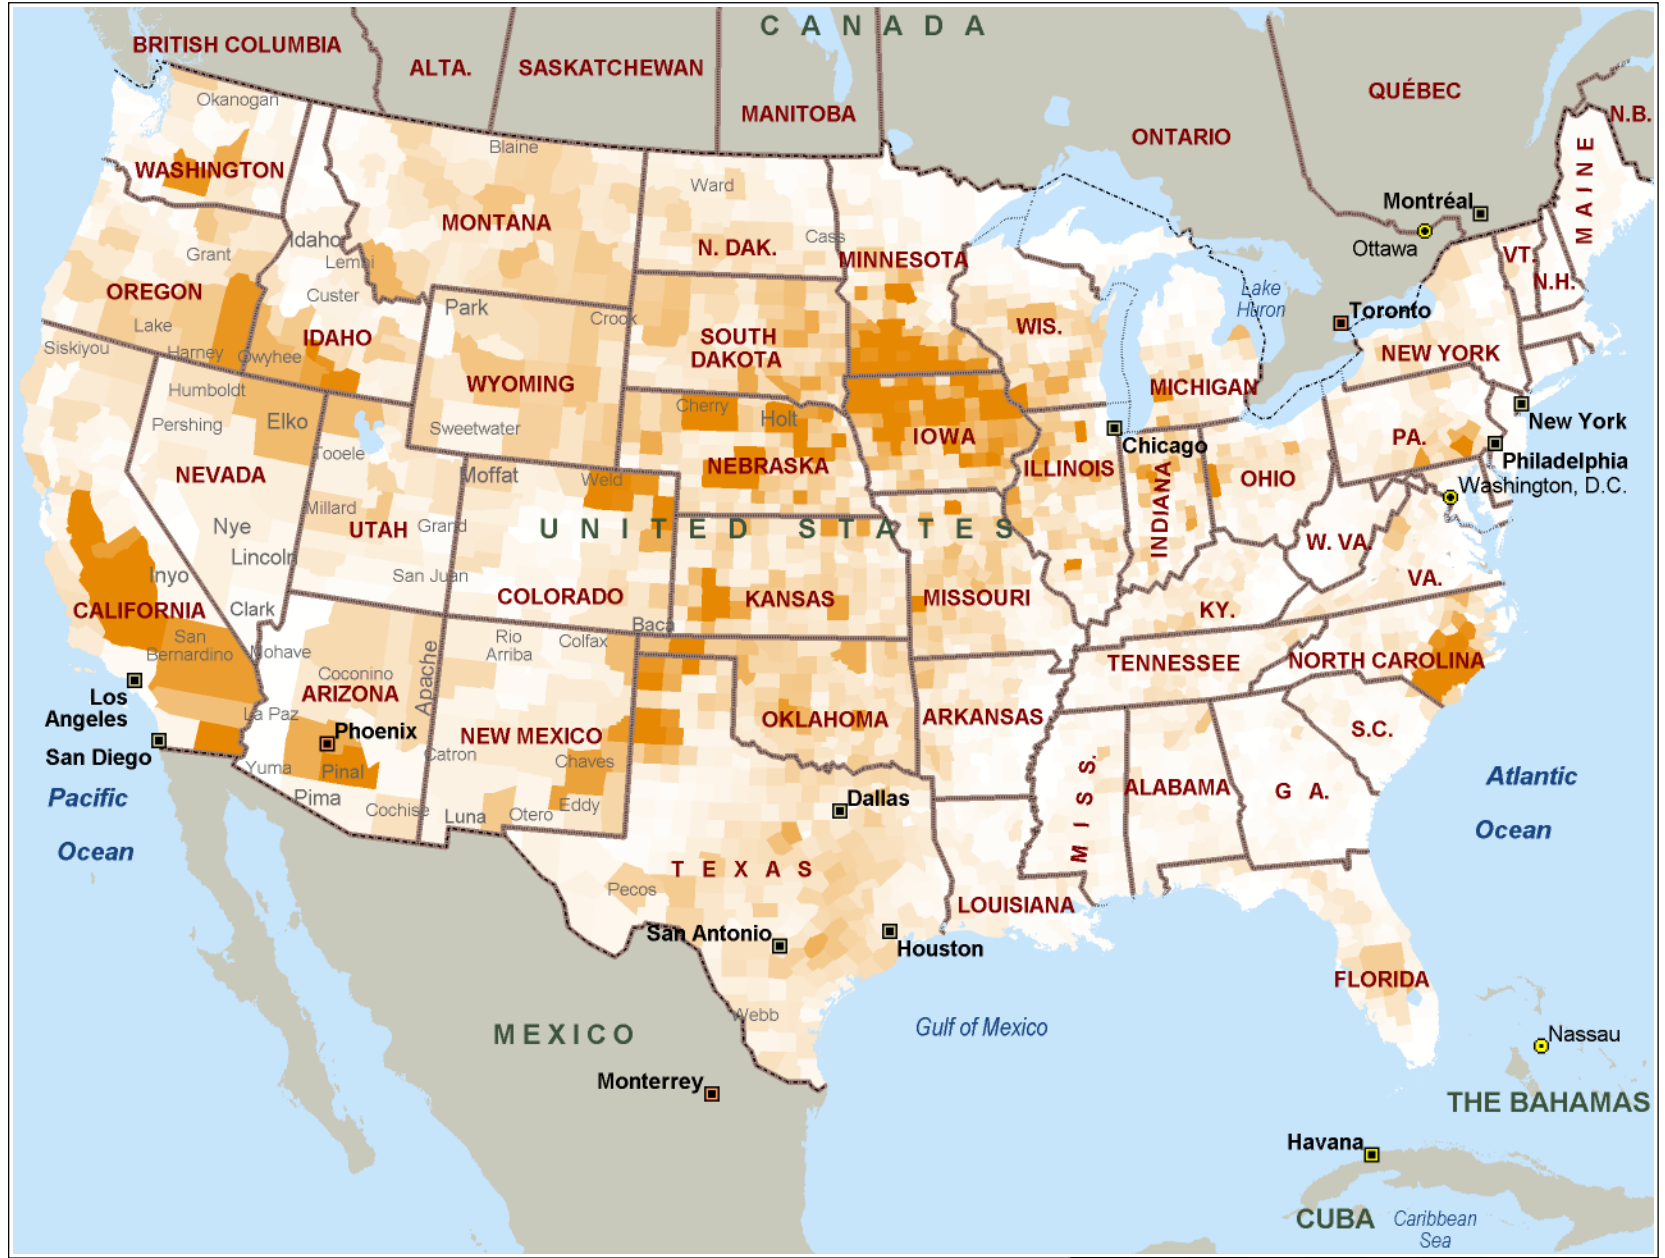 CANADA
BRITISH COLUMBIA
ALTA.
SASKATCHEWAN
MANITOBA
ONTARIO
QUÉBEC
N.B.
MAINE
Okanogan
WASHINGTON
Blaine
MONTANA
Ward
N. DAK.
Cass
MINNESOTA
Montréal
Ottawa
VT.
N.H.
Grant
Idaho
Lemhi
OREGON
Custer
Lake
IDAHO
Park
Crook
SOUTH
DAKOTA
WIS.
Lake
Huron
Toronto
NEW YORK
Siskiyou
Harney
Owyhee
WYOMING
MICHIGAN
Humboldt
Pershing
Elko
Sweetwater
Cherry
Holt
IOWA
Chicago
PA.
New York
Philadelphia
Washington, D.C.
Tooele
NEVADA
Moffat
Weld
NEBRASKA
ILLINOIS
INDIANA
OHIO
Millard
UTAH
Grand
Nye
Lincoln
UNITED STATES
W. VA.
VA.
Inyo
San Juan
CALIFORNIA
Clark
COLORADO
KANSAS
MISSOURI
KY.
Baca
San
Bernardino
Mohave
Rio
Arriba
Colfax
Coconino
ARIZONA
Apache
TENNESSEE
NORTH CAROLINA
Los
Angeles
La Paz
Phoenix
NEW MEXICO
OKLAHOMA
ARKANSAS
S.C.
San Diego
Yuma
Pinal
Catron
Chaves
MISS.
ALABAMA
GA.
Pacific
Ocean
Atlantic
Ocean
Pima
Cochise
Luna
Otero
Eddy
Dallas
TEXAS
Pecos
LOUISIANA
San Antonio
Houston
FLORIDA
Webb
MEXICO
Gulf of Mexico
Nassau
Monterrey
THE BAHAMAS
Havana
CUBA
Caribbean
Sea